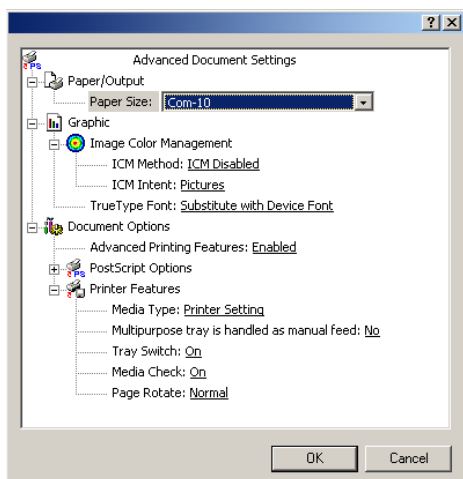 Advanced Document Settings
Paper/Output
Paper Size: Com-10
Graphic
Image Color Management
ICM Method: ICM Disabled
ICM Intent: Pictures
TrueType Font: Substitute with Device Font
Document Options
Advanced Printing Features: Enabled
PostScript Options
Printer Features
Media Type: Printer Setting
Multipurpose tray is handled as manual feed: No
Tray Switch: On
Media Check: On
Page Rotate: Normal
OK Cancel